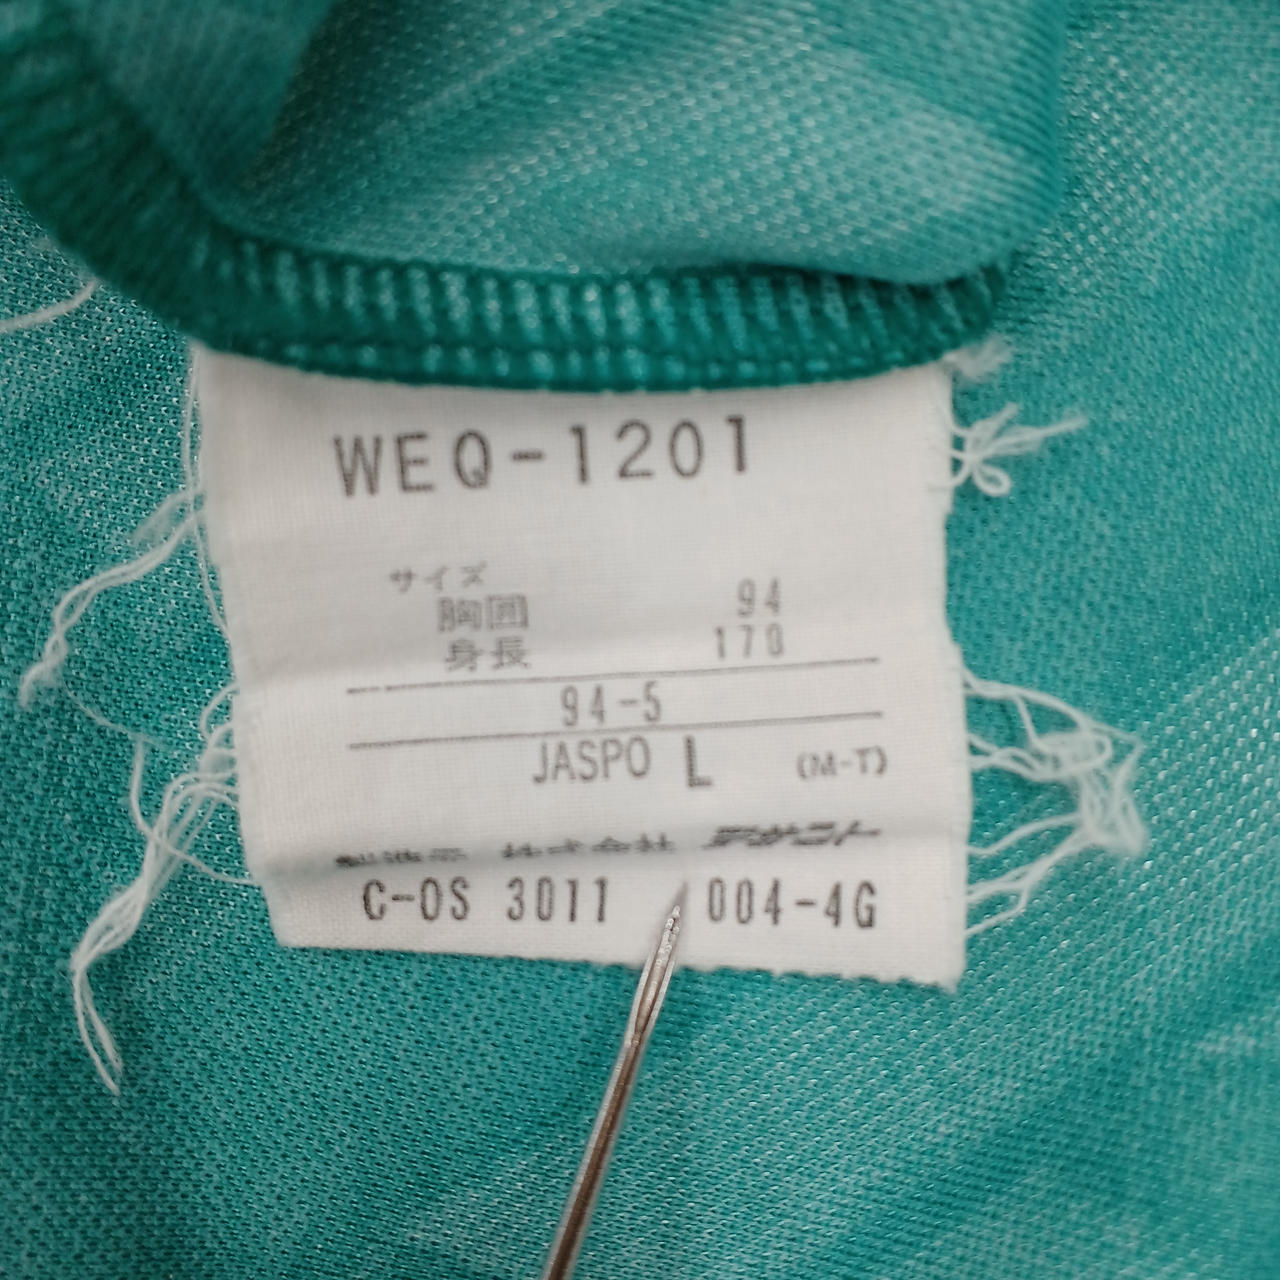 WEQ-1201
サイズ
胸囲 94
身長 170
94-5
JASPO L (M-T)
株式会社 デサント
C-OS 3011 004-4G